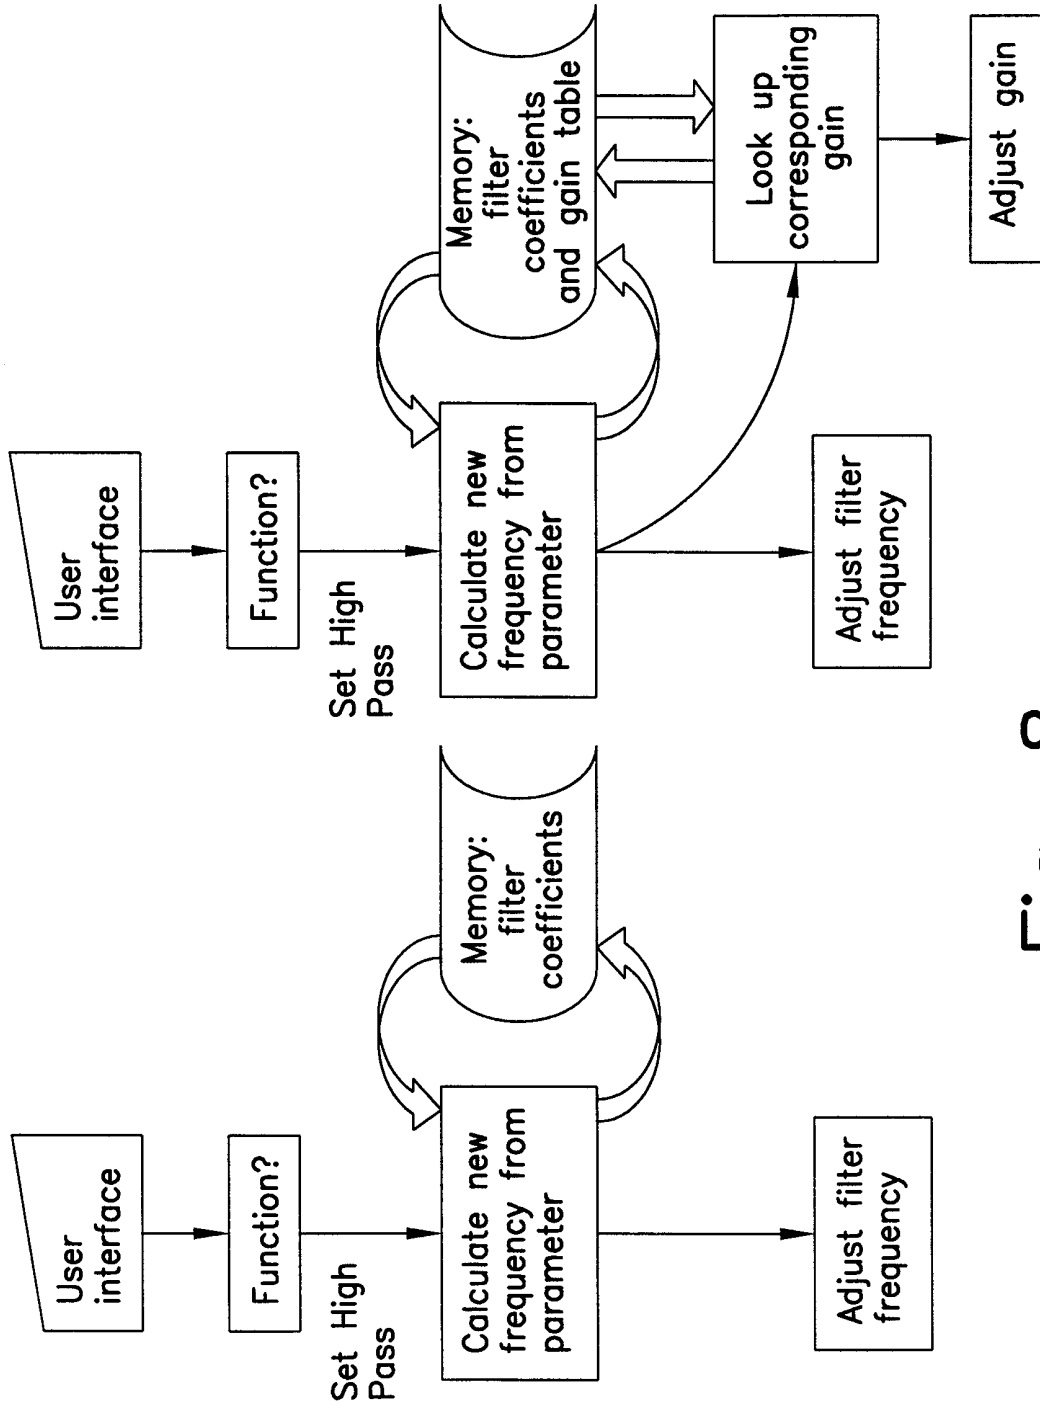 User
interface
Function?
Set High
Pass
Calculate new
frequency from
parameter
Memory:
filter
coefficients
Adjust filter
frequency
User
interface
Function?
Set High
Pass
Calculate new
frequency from
parameter
Memory:
filter
coefficients
and gain table
Look up
corresponding
gain
Adjust filter
frequency
Adjust gain